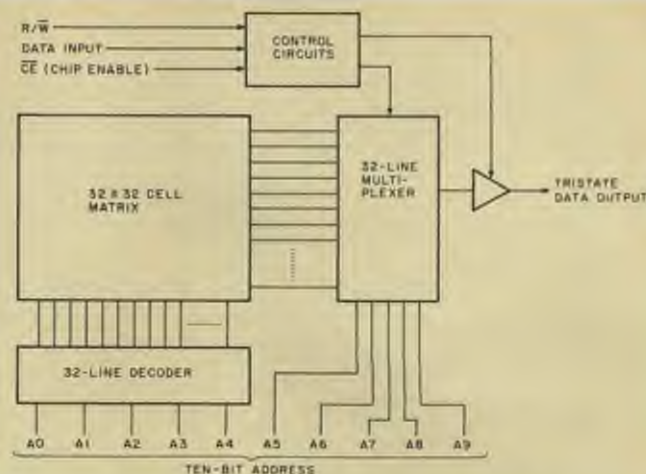 R/W̅
DATA INPUT
C̅E̅ (CHIP ENABLE)
CONTROL
CIRCUITS
32 X 32 CELL
MATRIX
32-LINE
MULTI-
PLEXER
TRISTATE
DATA OUTPUT
32-LINE DECODER
A0 A1 A2 A3 A4 A5 A6 A7 A8 A9
TEN-BIT ADDRESS